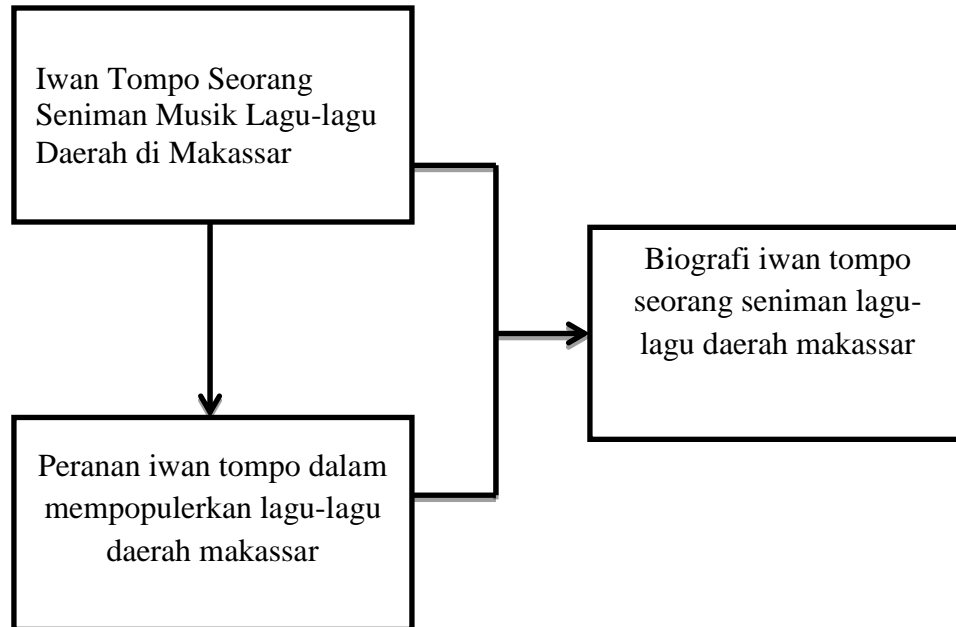 Iwan Tompo Seorang
Seniman Musik Lagu-lagu
Daerah di Makassar
Biografi iwan tompo
seorang seniman lagu-
lagu daerah makassar
Peranan iwan tompo dalam
mempopulerkan lagu-lagu
daerah makassar